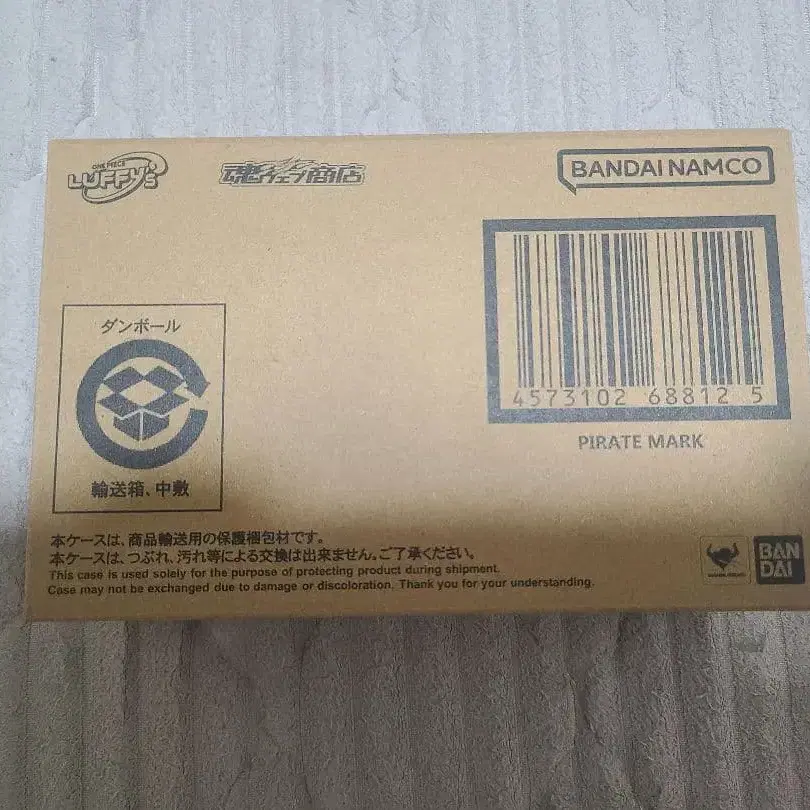 ONE PIECE
LUFFY's
魂ウェブ商店
BANDAI NAMCO
4573102 68812 5
PIRATE MARK
ダンボール
輸送箱、中敷
本ケースは、商品輸送用の保護梱包材です。
本ケースは、つぶれ、汚れ等による交換は出来ません。ご了承ください。
This case is used solely for the purpose of protecting product during shipment.
Case may not be exchanged due to damage or discoloration. Thank you for your understanding.
BAN
DAI